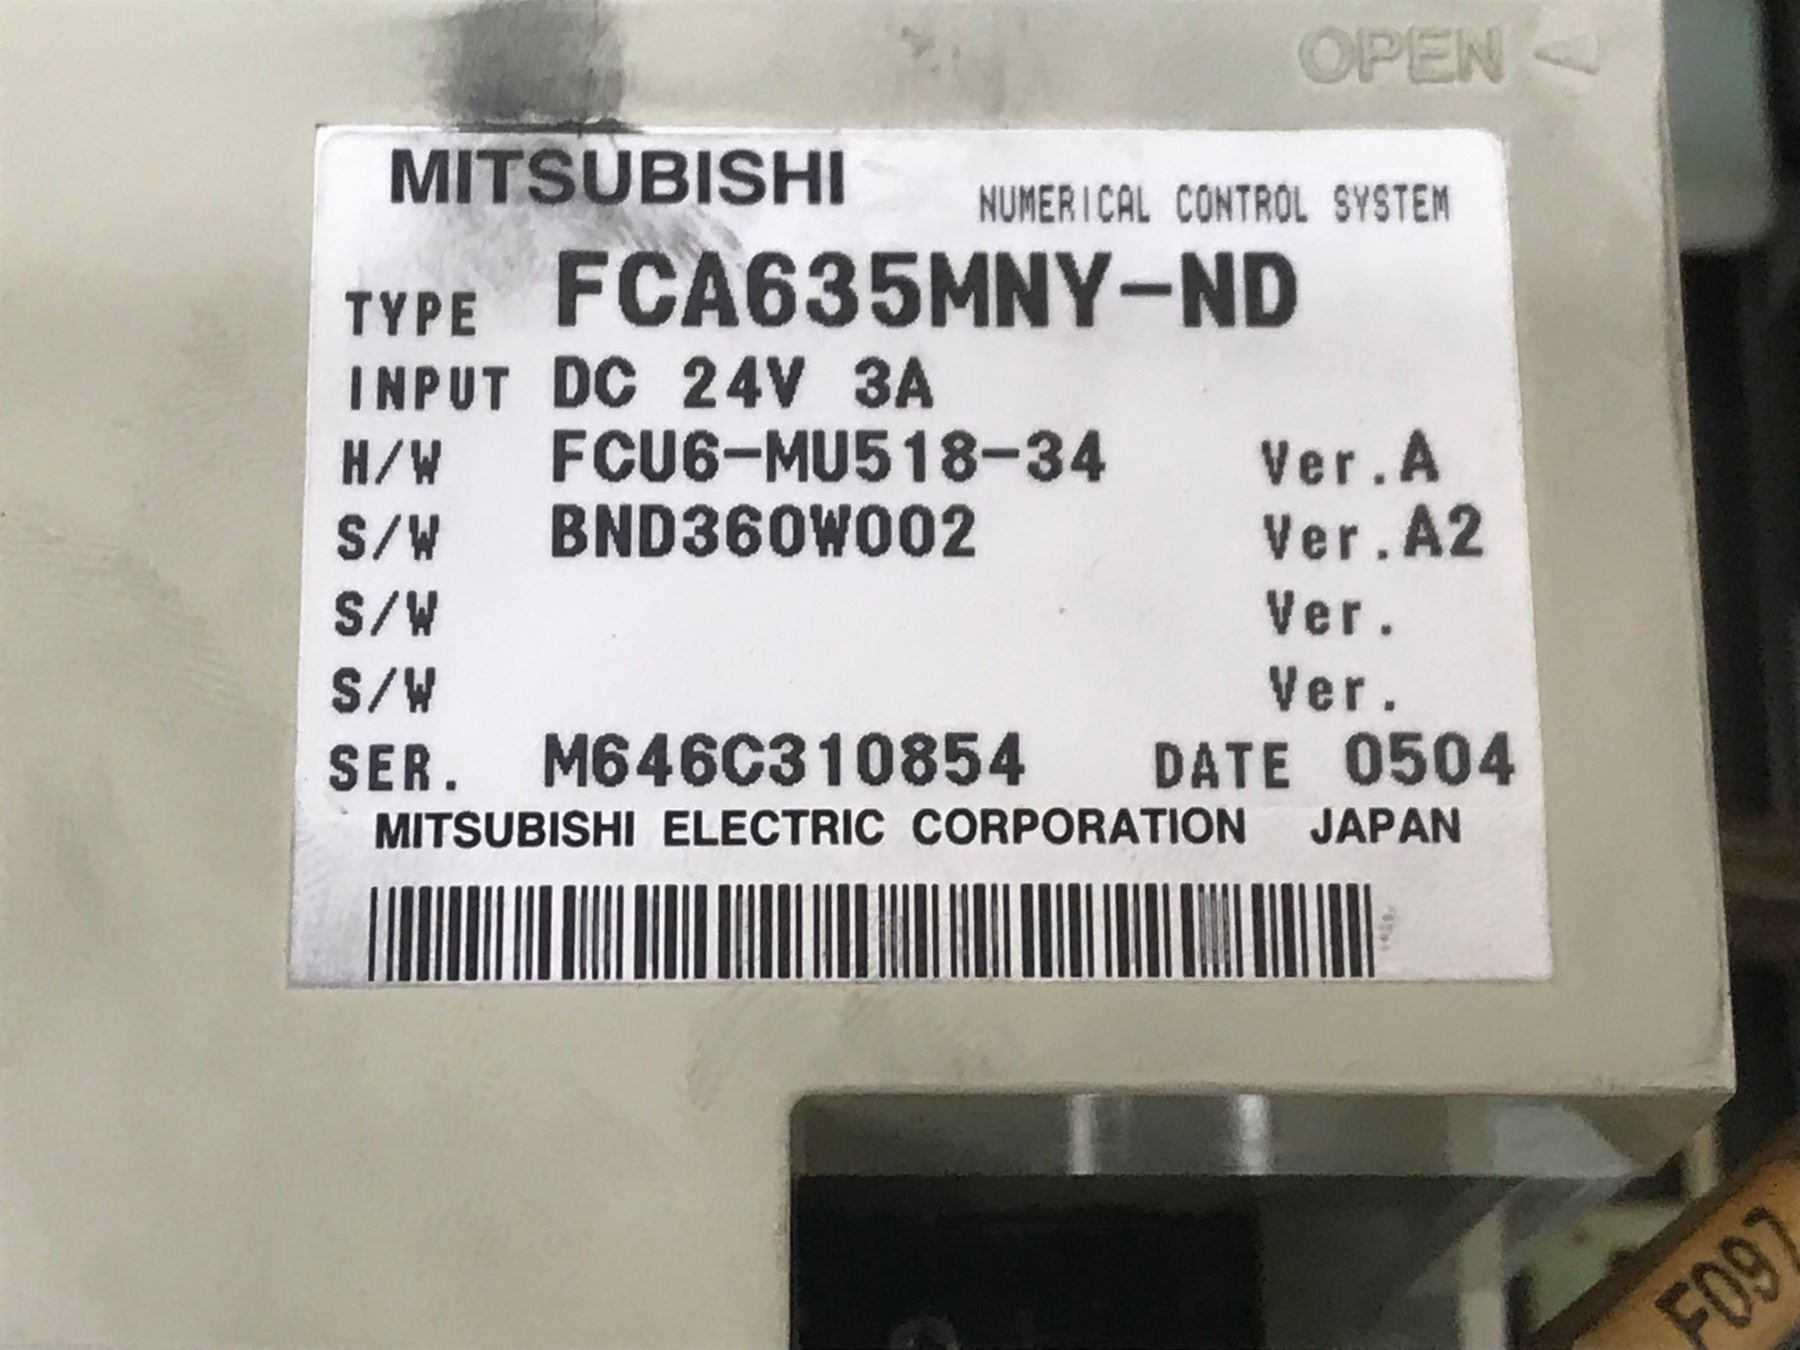 OPEN
MITSUBISHI NUMERICAL CONTROL SYSTEM
TYPE FCA635MNY-ND
INPUT DC 24V 3A
H/W FCU6-MU518-34 Ver.A
S/W BND360W002 Ver.A2
S/W Ver.
S/W Ver.
SER. M646C310854 DATE 0504
MITSUBISHI ELECTRIC CORPORATION JAPAN
F097